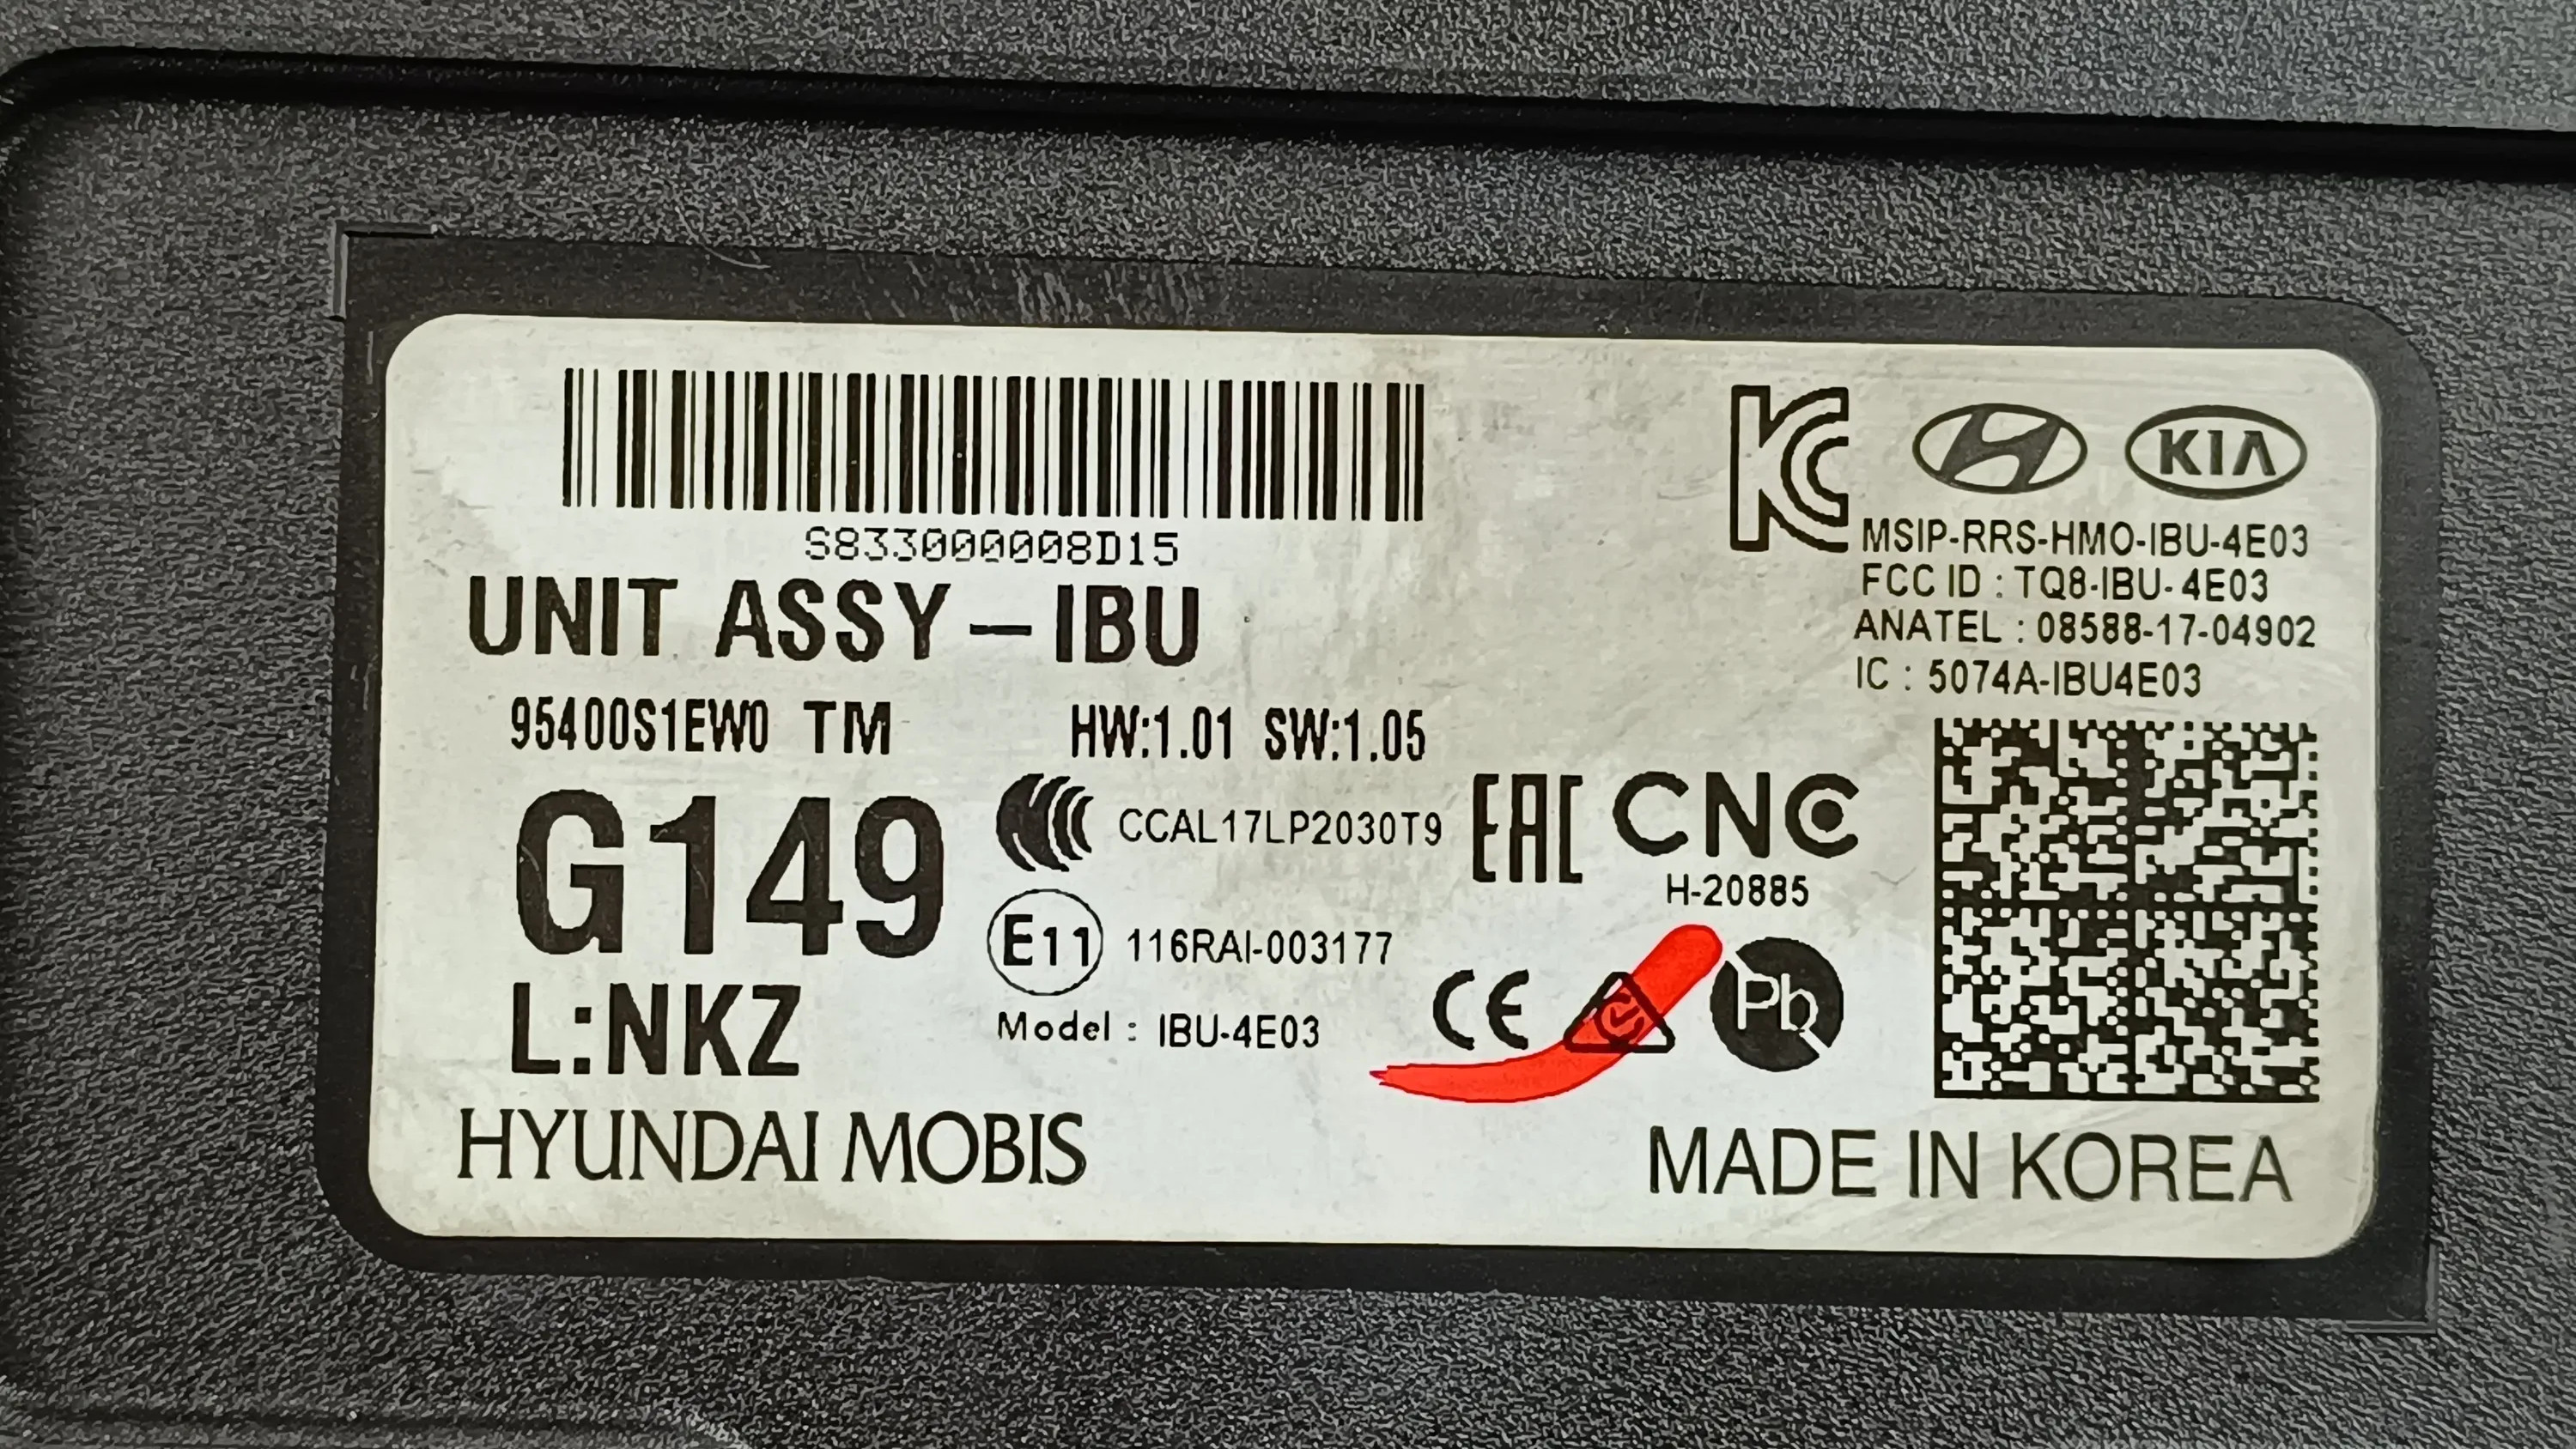 S833000008D15
UNIT ASSY-IBU
95400S1EW0 TM HW:1.01 SW:1.05
G149
L:NKZ
HYUNDAI MOBIS
KC
KIA
MSIP-RRS-HMO-IBU-4E03
FCC ID : TQ8-IBU-4E03
ANATEL : 08588-17-04902
IC : 5074A-IBU4E03
CCC CCAL17LP2030T9
EAC CNC
H-20885
E11 116RAI-003177
Model : IBU-4E03
CE
Pb
MADE IN KOREA